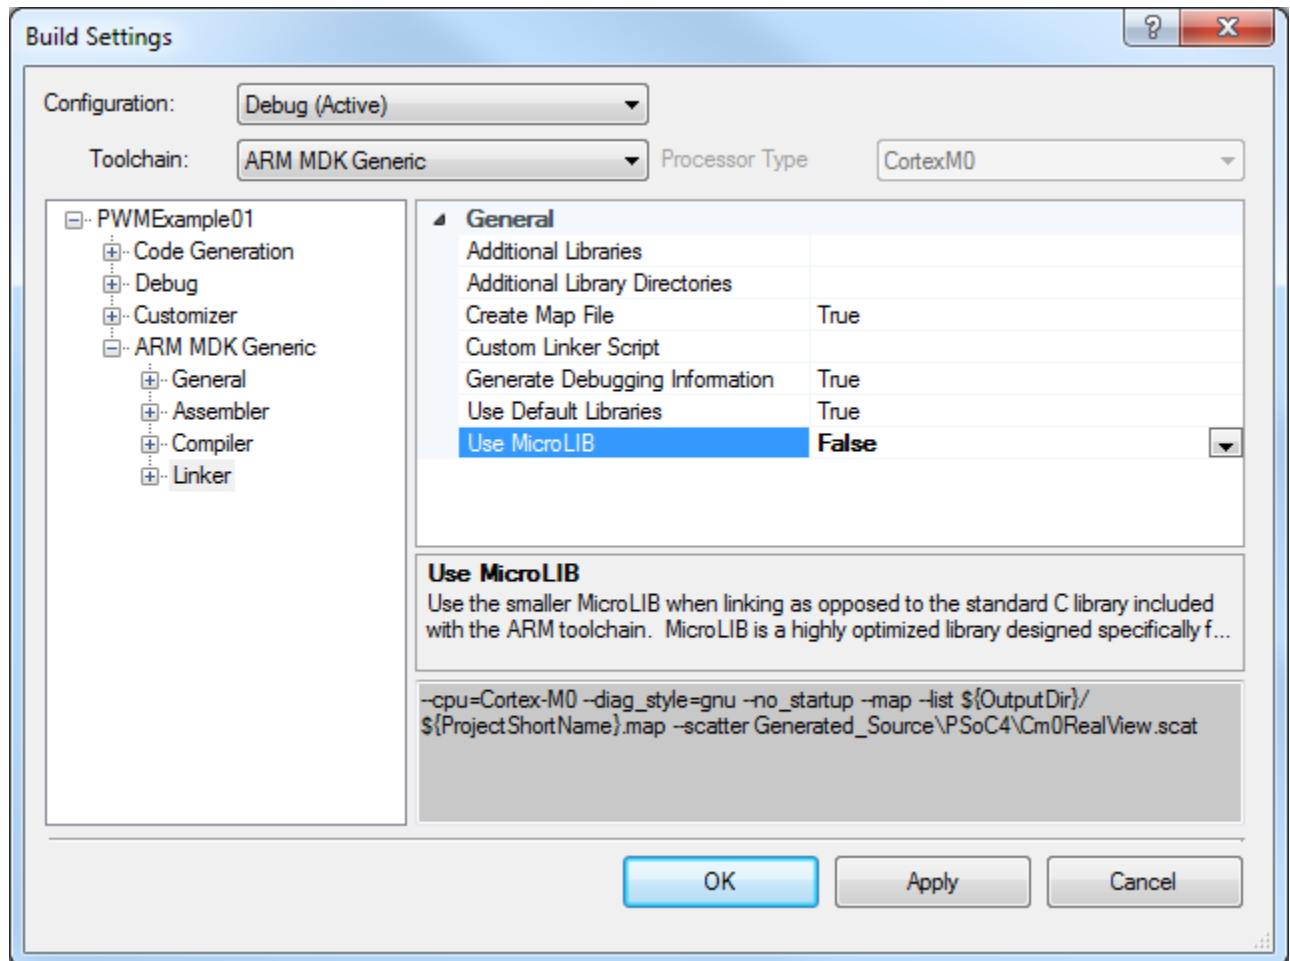 Build Settings
Configuration: Debug (Active)
Toolchain: ARM MDK Generic Processor Type CortexM0
PWMExample01
Code Generation
Debug
Customizer
ARM MDK Generic
General
Assembler
Compiler
Linker
General
Additional Libraries
Additional Library Directories
Create Map File True
Custom Linker Script
Generate Debugging Information True
Use Default Libraries True
Use MicroLIB False
Use MicroLIB
Use the smaller MicroLIB when linking as opposed to the standard C library included
with the ARM toolchain.  MicroLIB is a highly optimized library designed specifically f...
--cpu=Cortex-M0 --diag_style=gnu --no_startup --map --list ${OutputDir}/
${ProjectShortName}.map --scatter Generated_Source\PSoC4\Cm0RealView.scat
OK Apply Cancel